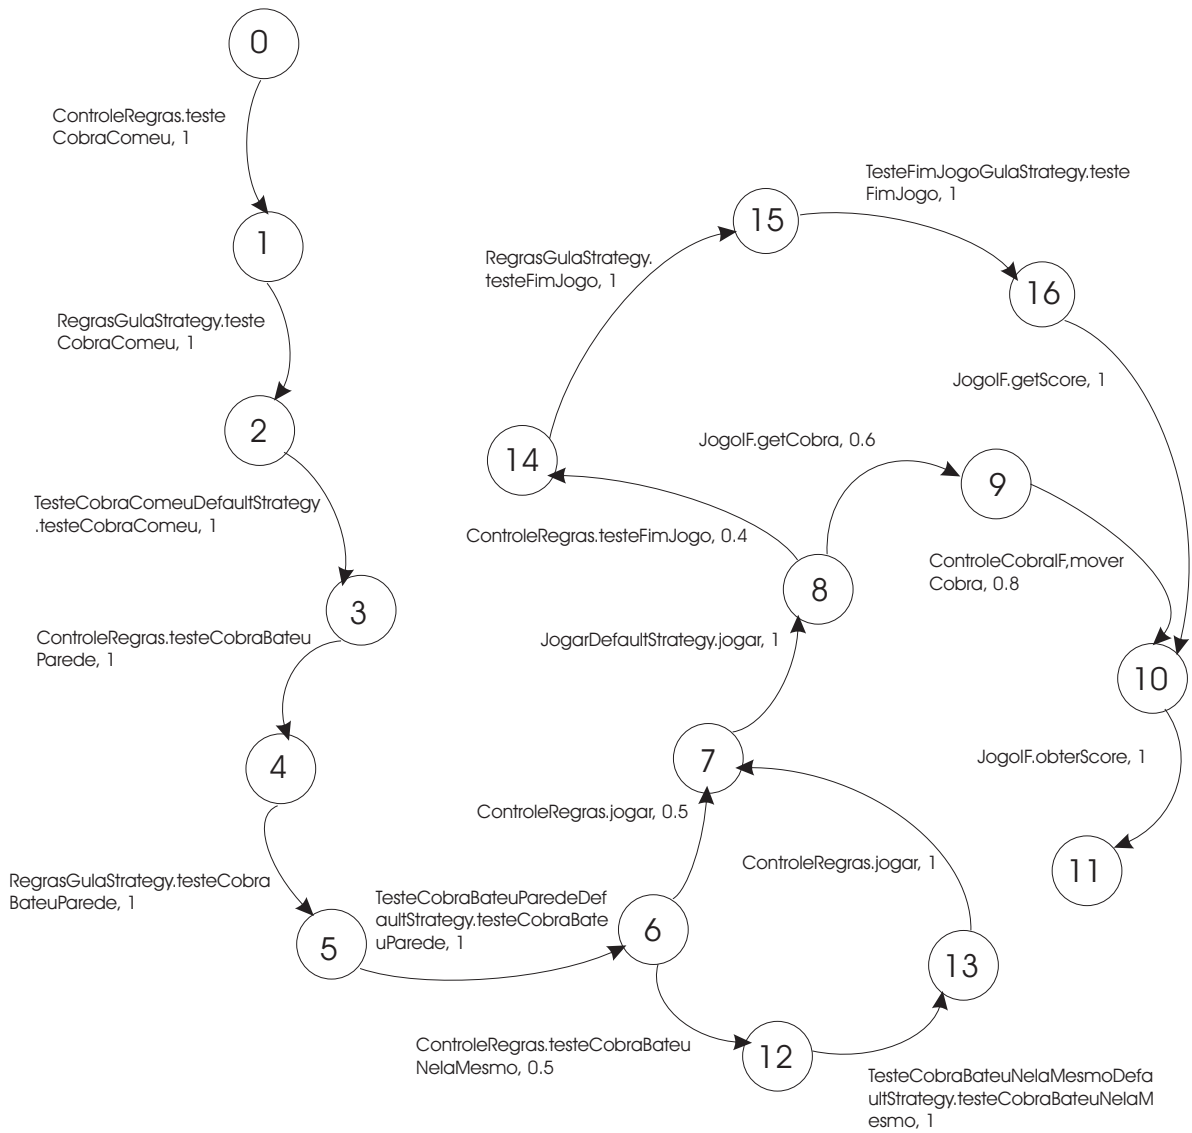 0
ControleRegras.teste
CobraComeu, 1
1
RegrasGulaStrategy.teste
CobraComeu, 1
2
TesteCobraComeuDefaultStrategy
.testeCobraComeu, 1
3
ControleRegras.testeCobraBateu
Parede, 1
4
RegrasGulaStrategy.testeCobra
BateuParede, 1
5
TesteCobraBateuParedeDef
aultStrategy.testeCobraBate
uParede, 1
6
ControleRegras.jogar, 0.5
7
ControleRegras.testeCobraBateu
NelaMesmo, 0.5
12
TesteCobraBateuNelaMesmoDefa
ultStrategy.testeCobraBateuNelaM
esmo, 1
13
ControleRegras.jogar, 1
JogarDefaultStrategy.jogar, 1
8
ControleRegras.testeFimJogo, 0.4
14
RegrasGulaStrategy.
testeFimJogo, 1
15
TesteFimJogoGulaStrategy.teste
FimJogo, 1
16
JogoIF.getScore, 1
JogoIF.getCobra, 0.6
9
ControleCobraIF,mover
Cobra, 0.8
10
JogoIF.obterScore, 1
11